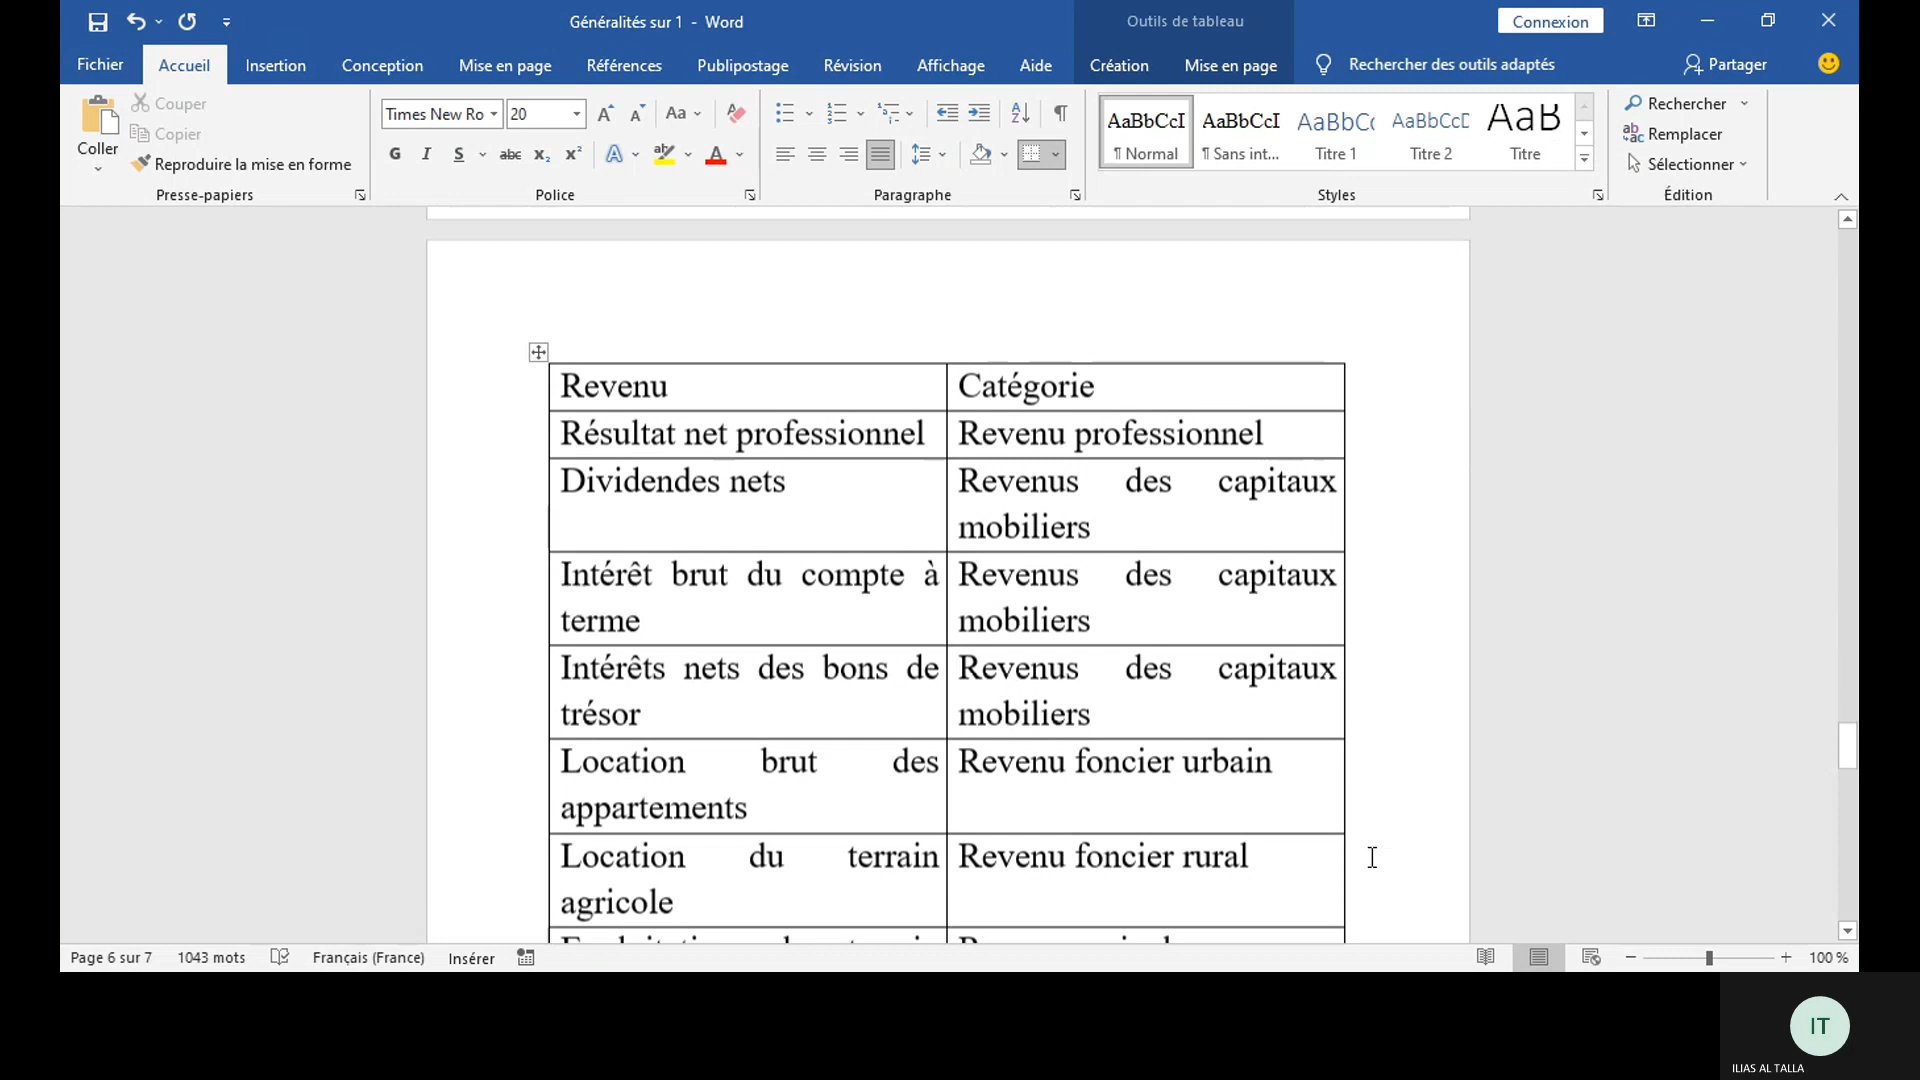 Généralités sur 1 - Word
Outils de tableau
Connexion
Fichier
Accueil
Insertion
Conception
Mise en page
Références
Publipostage
Révision
Affichage
Aide
Création
Mise en page
Rechercher des outils adaptés
Partager
Coller
Couper
Copier
Reproduire la mise en forme
Presse-papiers
Times New Ro
20
Aa
G I S abc x₂ x²
Police
Paragraphe
AaBbCcI
¶ Normal
AaBbCcI
¶ Sans int...
AaBbCc
Titre 1
AaBbCcD
Titre 2
AaB
Titre
Styles
Rechercher
Remplacer
Sélectionner
Édition
Revenu
Catégorie
Résultat net professionnel
Revenu professionnel
Dividendes nets
Revenus des capitaux
mobiliers
Intérêt brut du compte à
terme
Revenus des capitaux
mobiliers
Intérêts nets des bons de
trésor
Revenus des capitaux
mobiliers
Location brut des
appartements
Revenu foncier urbain
Location du terrain
agricole
Revenu foncier rural
Page 6 sur 7
1043 mots
Français (France)
Insérer
100 %
IT
ILIAS AL TALLA